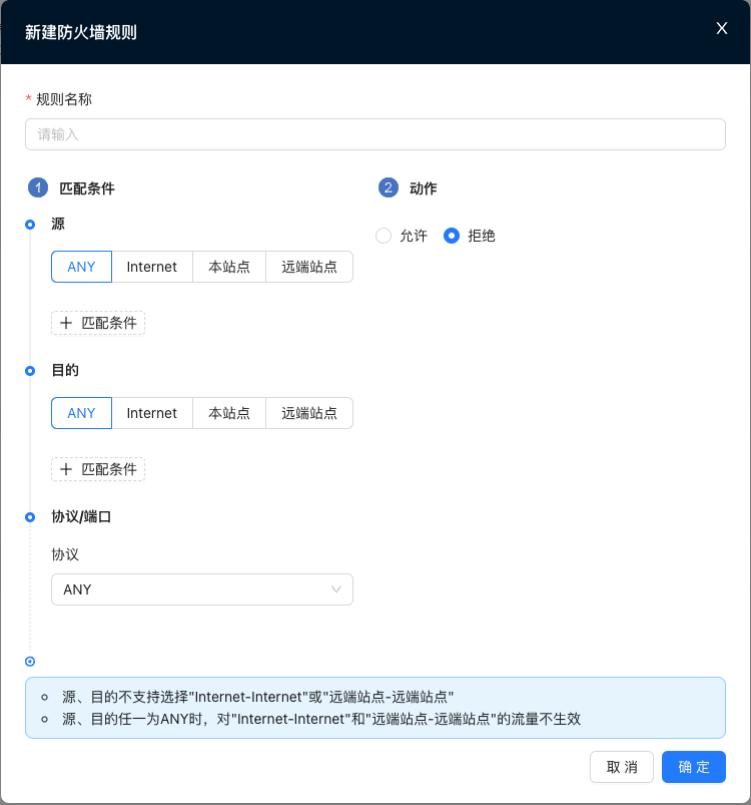 新建防火墙规则
X
* 规则名称
请输入
1 匹配条件
2 动作
源
允许 拒绝
ANY Internet 本站点 远端站点
+ 匹配条件
目的
ANY Internet 本站点 远端站点
+ 匹配条件
协议/端口
协议
ANY
源、目的不支持选择"Internet-Internet"或"远端站点-远端站点"
源、目的任一为ANY时，对"Internet-Internet"和"远端站点-远端站点"的流量不生效
取 消 确 定